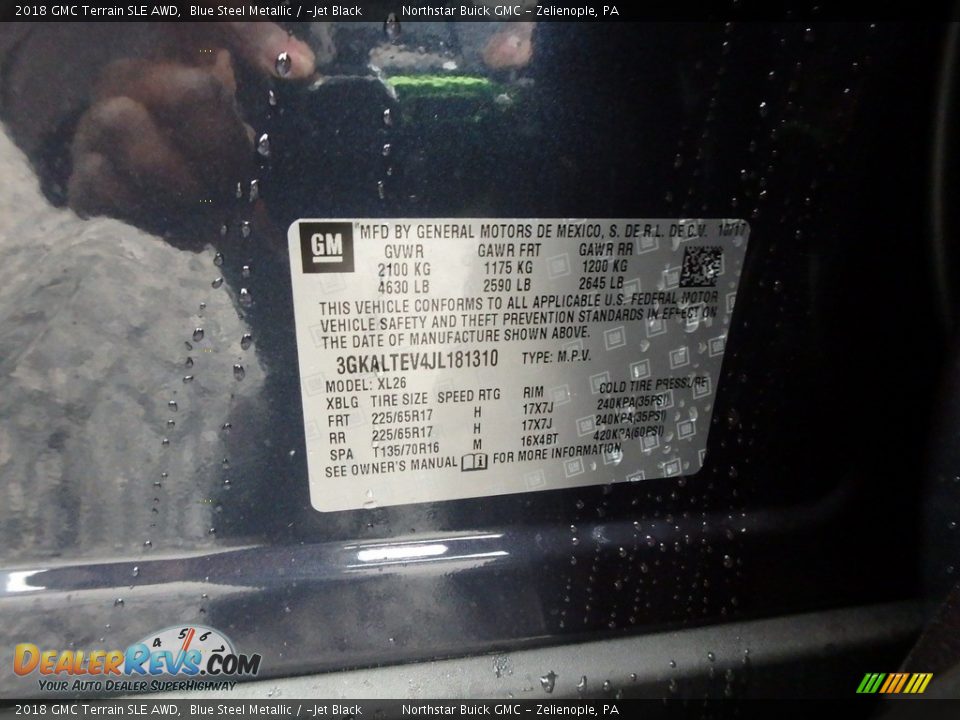 2018 GMC Terrain SLE AWD, Blue Steel Metallic / -Jet Black Northstar Buick GMC - Zelienople, PA
GM MFD BY GENERAL MOTORS DE MEXICO, S. DE R.L. DE C.V. 10/17
GVWR GAWR FRT GAWR RR
2100 KG 1175 KG 1200 KG
4630 LB 2590 LB 2645 LB
THIS VEHICLE CONFORMS TO ALL APPLICABLE U.S. FEDERAL MOTOR
VEHICLE SAFETY AND THEFT PREVENTION STANDARDS IN EFFECT ON
THE DATE OF MANUFACTURE SHOWN ABOVE.
3GKALTEV4JL181310 TYPE: M.P.V.
MODEL: XL26
XBLG TIRE SIZE SPEED RTG RIM COLD TIRE PRESSURE
FRT 225/65R17 H 17X7J 240KPA(35PSI)
RR 225/65R17 H 17X7J 240KPA(35PSI)
SPA T135/70R16 M 16X4BT 420KPA(60PSI)
SEE OWNER'S MANUAL i FOR MORE INFORMATION
4 5 6
DEALERREVS.COM
YOUR AUTO DEALER SUPERHIGHWAY
2018 GMC Terrain SLE AWD, Blue Steel Metallic / -Jet Black Northstar Buick GMC - Zelienople, PA